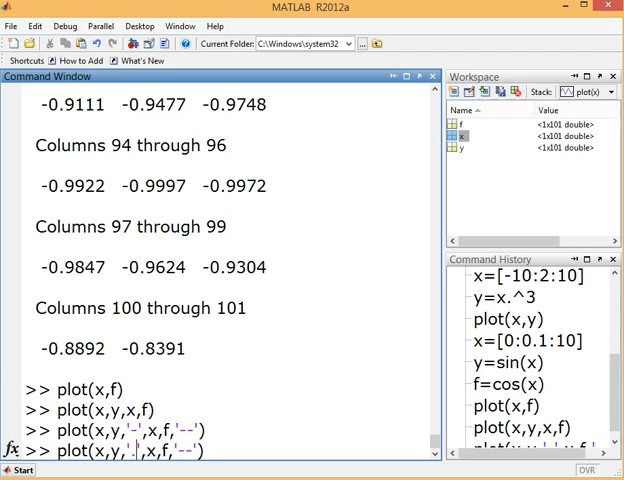 MATLAB R2012a
File Edit Debug Parallel Desktop Window Help
Current Folder: C:\Windows\system32 ...
Shortcuts How to Add What's New
Command Window
-0.9111 -0.9477 -0.9748
Columns 94 through 96
-0.9922 -0.9997 -0.9972
Columns 97 through 99
-0.9847 -0.9624 -0.9304
Columns 100 through 101
-0.8892 -0.8391
>> plot(x,f)
>> plot(x,y,x,f)
>> plot(x,y,'-',x,f,'--')
fx >> plot(x,y,'.',x,f,'--')
Workspace
Stack: plot(x)
Name Value
f <1x101 double>
x <1x101 double>
y <1x101 double>
Command History
x=[-10:2:10]
y=x.^3
plot(x,y)
x=[0:0.1:10]
y=sin(x)
f=cos(x)
plot(x,f)
plot(x,y,x,f)
plot(x,y,'-',x,f,'
Start
OVR